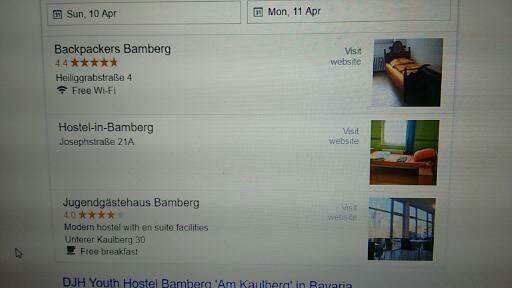 Sun, 10 Apr
Mon, 11 Apr
Backpackers Bamberg
4.4
Visit website
Heiliggrabstraße 4
Free Wi-Fi
Hostel-in-Bamberg
Visit website
Josephstraße 21A
Jugendgästehaus Bamberg
4.0
Visit website
Modern hostel with en suite facilities
Unterer Kaulberg 30
Free breakfast
DJH Youth Hostel Bamberg 'Am Kaulberg' in Bavaria